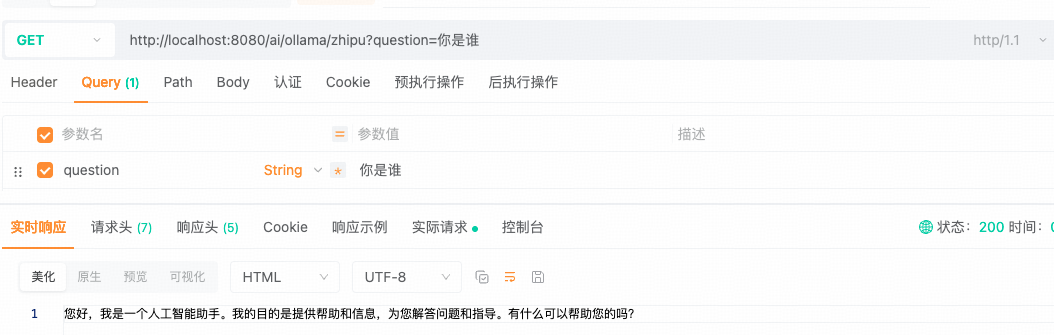 GET http://localhost:8080/ai/ollama/zhipu?question=你是谁 http/1.1
Header Query (1) Path Body 认证 Cookie 预执行操作 后执行操作
参数名 = 参数值 描述
question String * 你是谁
实时响应 请求头 (7) 响应头 (5) Cookie 响应示例 实际请求 控制台 状态: 200 时间:
美化 原生 预览 可视化 HTML UTF-8
1 您好，我是一个人工智能助手。我的目的是提供帮助和信息，为您解答问题和指导。有什么可以帮助您的吗？